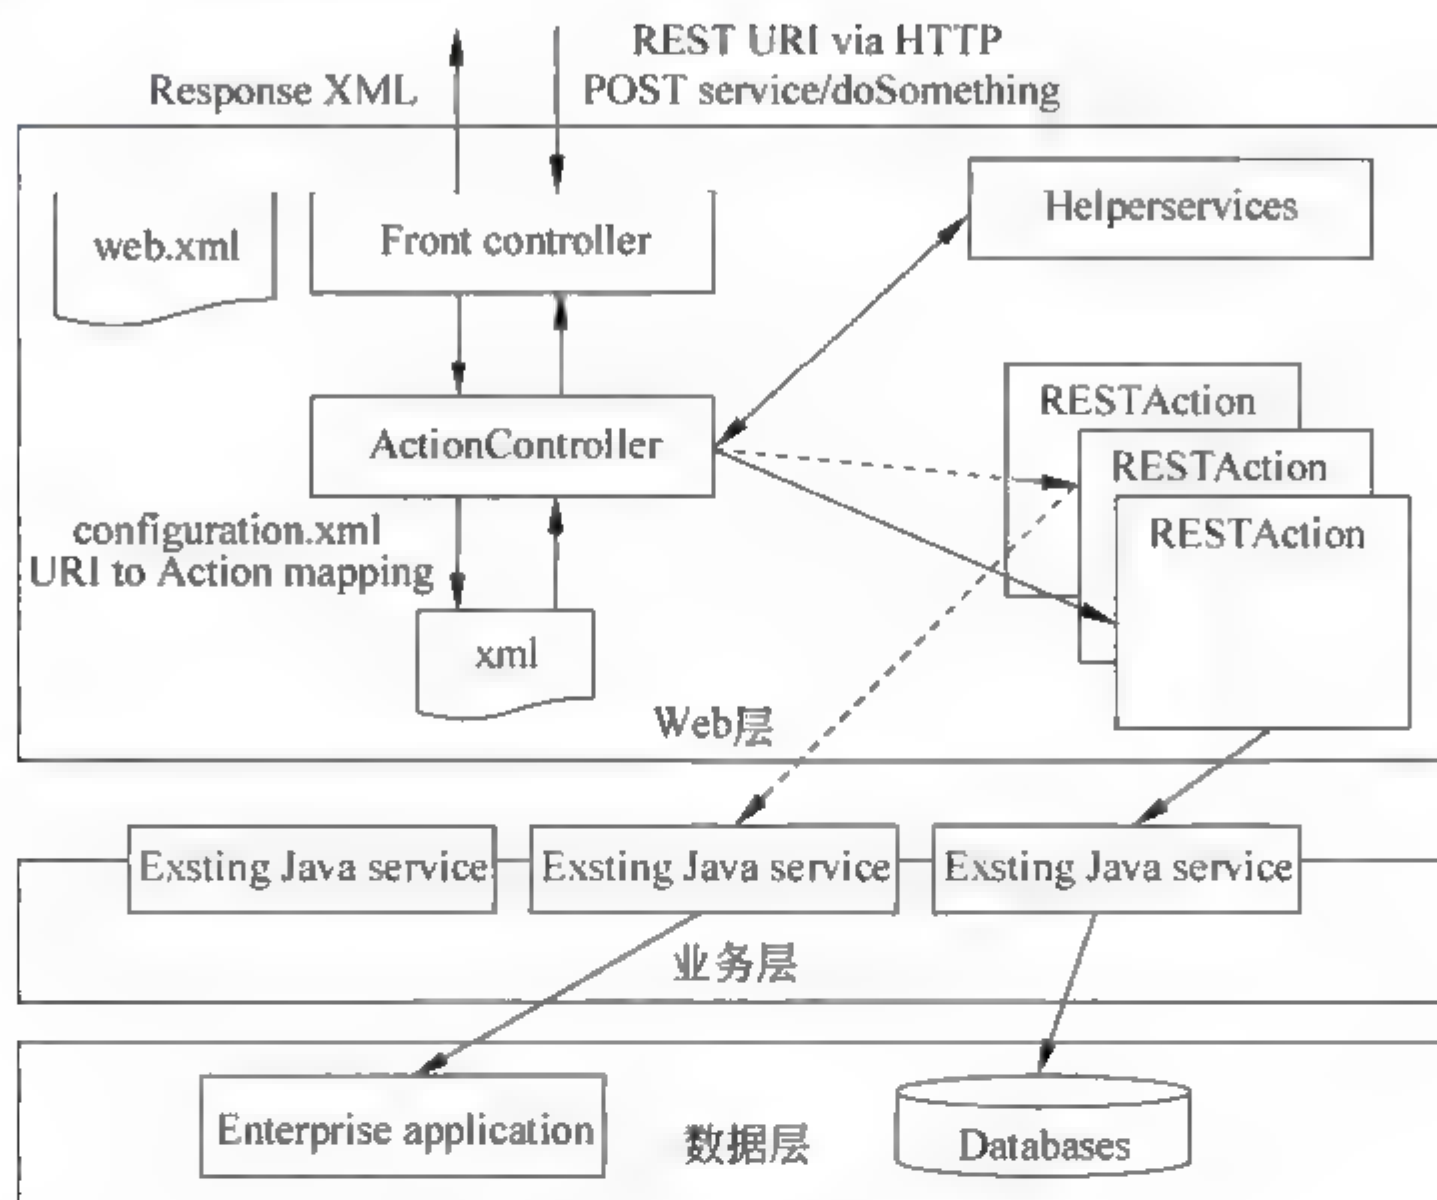 REST URI via HTTP
Response XML
POST service/doSomething
web.xml
Front controller
Helperservices
ActionController
RESTAction
RESTAction
RESTAction
configuration.xml
URI to Action mapping
xml
Web层
Exsting Java service
Exsting Java service
Exsting Java service
业务层
Enterprise application
数据层
Databases